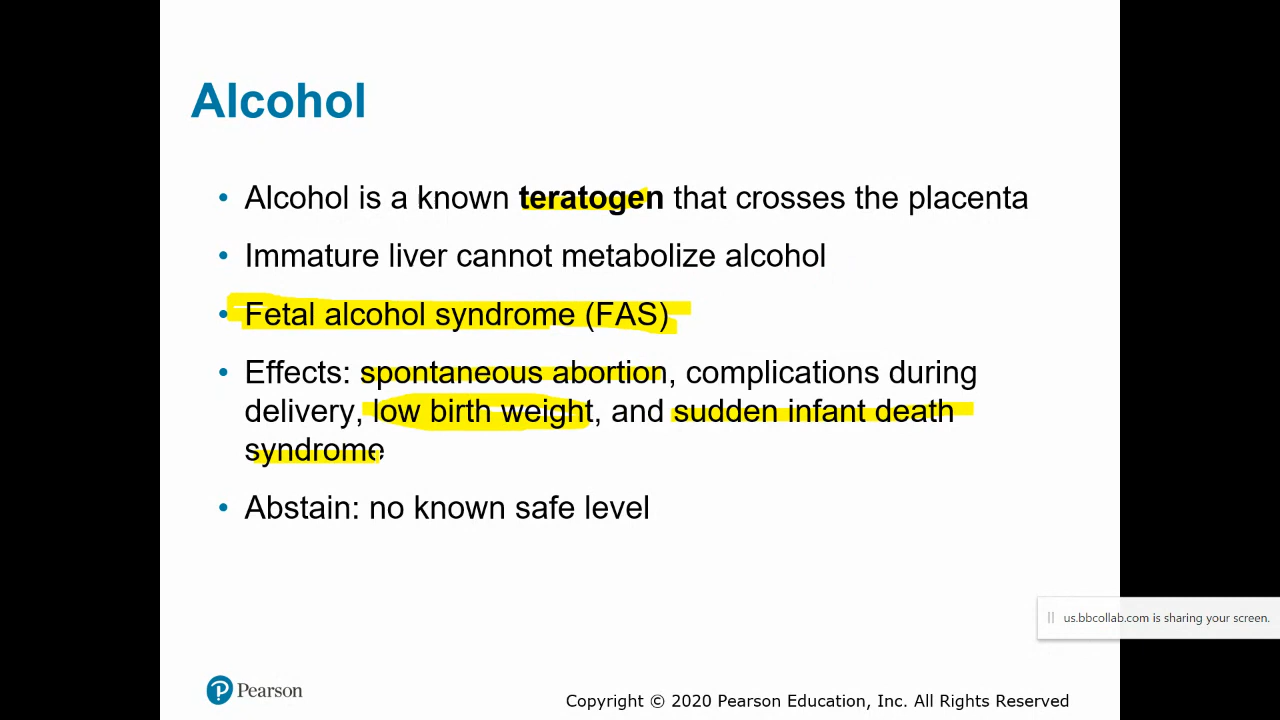 Alcohol
• Alcohol is a known teratogen that crosses the placenta
• Immature liver cannot metabolize alcohol
• Fetal alcohol syndrome (FAS)
• Effects: spontaneous abortion, complications during
delivery, low birth weight, and sudden infant death
syndrome
• Abstain: no known safe level
us.bbcollab.com is sharing your screen.
Pearson
Copyright © 2020 Pearson Education, Inc. All Rights Reserved